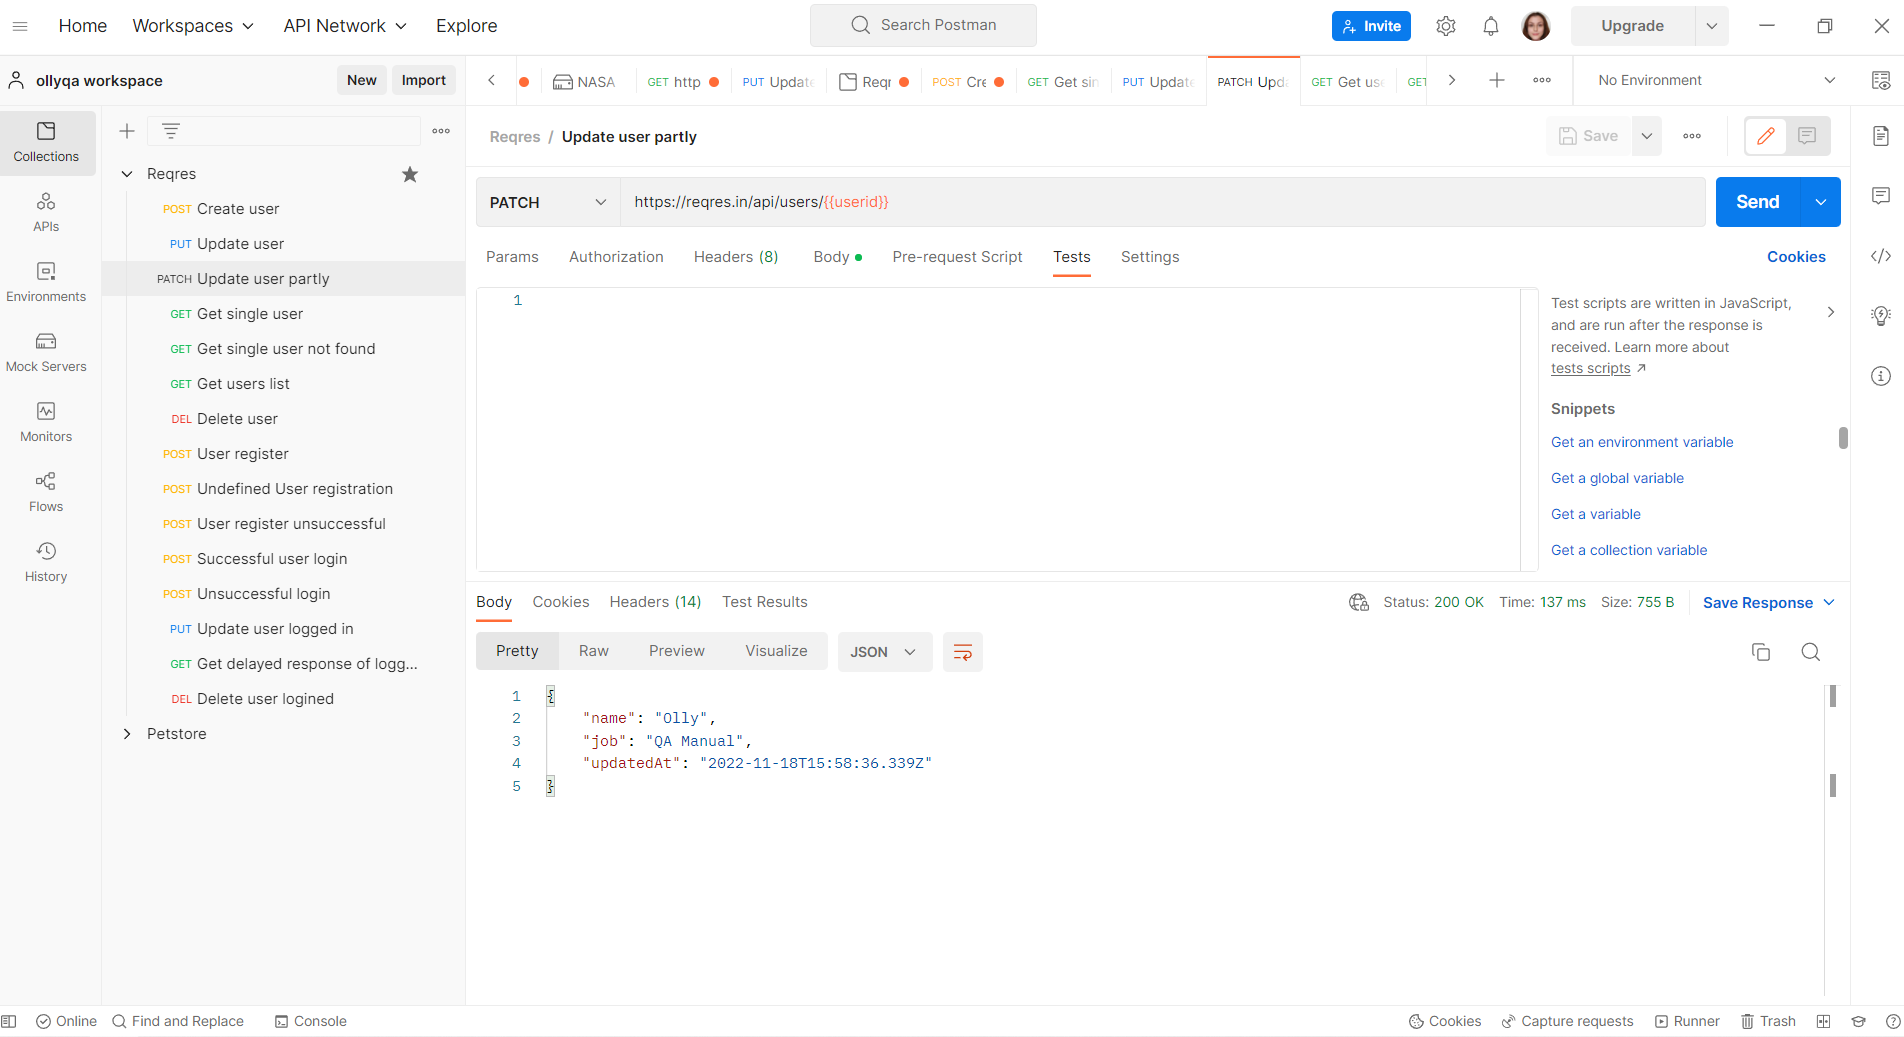 Home Workspaces API Network Explore Search Postman Invite Upgrade
ollyqa workspace New Import
NASA GET http PUT Update Reqr POST Cre GET Get sin PUT Update PATCH Upda GET Get use GET No Environment
Collections
APIs
Environments
Mock Servers
Monitors
Flows
History
Reqres
POST Create user
PUT Update user
PATCH Update user partly
GET Get single user
GET Get single user not found
GET Get users list
DEL Delete user
POST User register
POST Undefined User registration
POST User register unsuccessful
POST Successful user login
POST Unsuccessful login
PUT Update user logged in
GET Get delayed response of logg...
DEL Delete user logined
Petstore
Reqres / Update user partly Save
PATCH https://reqres.in/api/users/{{userid}} Send
Params Authorization Headers (8) Body Pre-request Script Tests Settings Cookies
1
Test scripts are written in JavaScript,
and are run after the response is
received. Learn more about
tests scripts
Snippets
Get an environment variable
Get a global variable
Get a variable
Get a collection variable
Body Cookies Headers (14) Test Results Status: 200 OK Time: 137 ms Size: 755 B Save Response
Pretty Raw Preview Visualize JSON
1 {
2 "name": "Olly",
3 "job": "QA Manual",
4 "updatedAt": "2022-11-18T15:58:36.339Z"
5 }
Online Find and Replace Console Cookies Capture requests Runner Trash